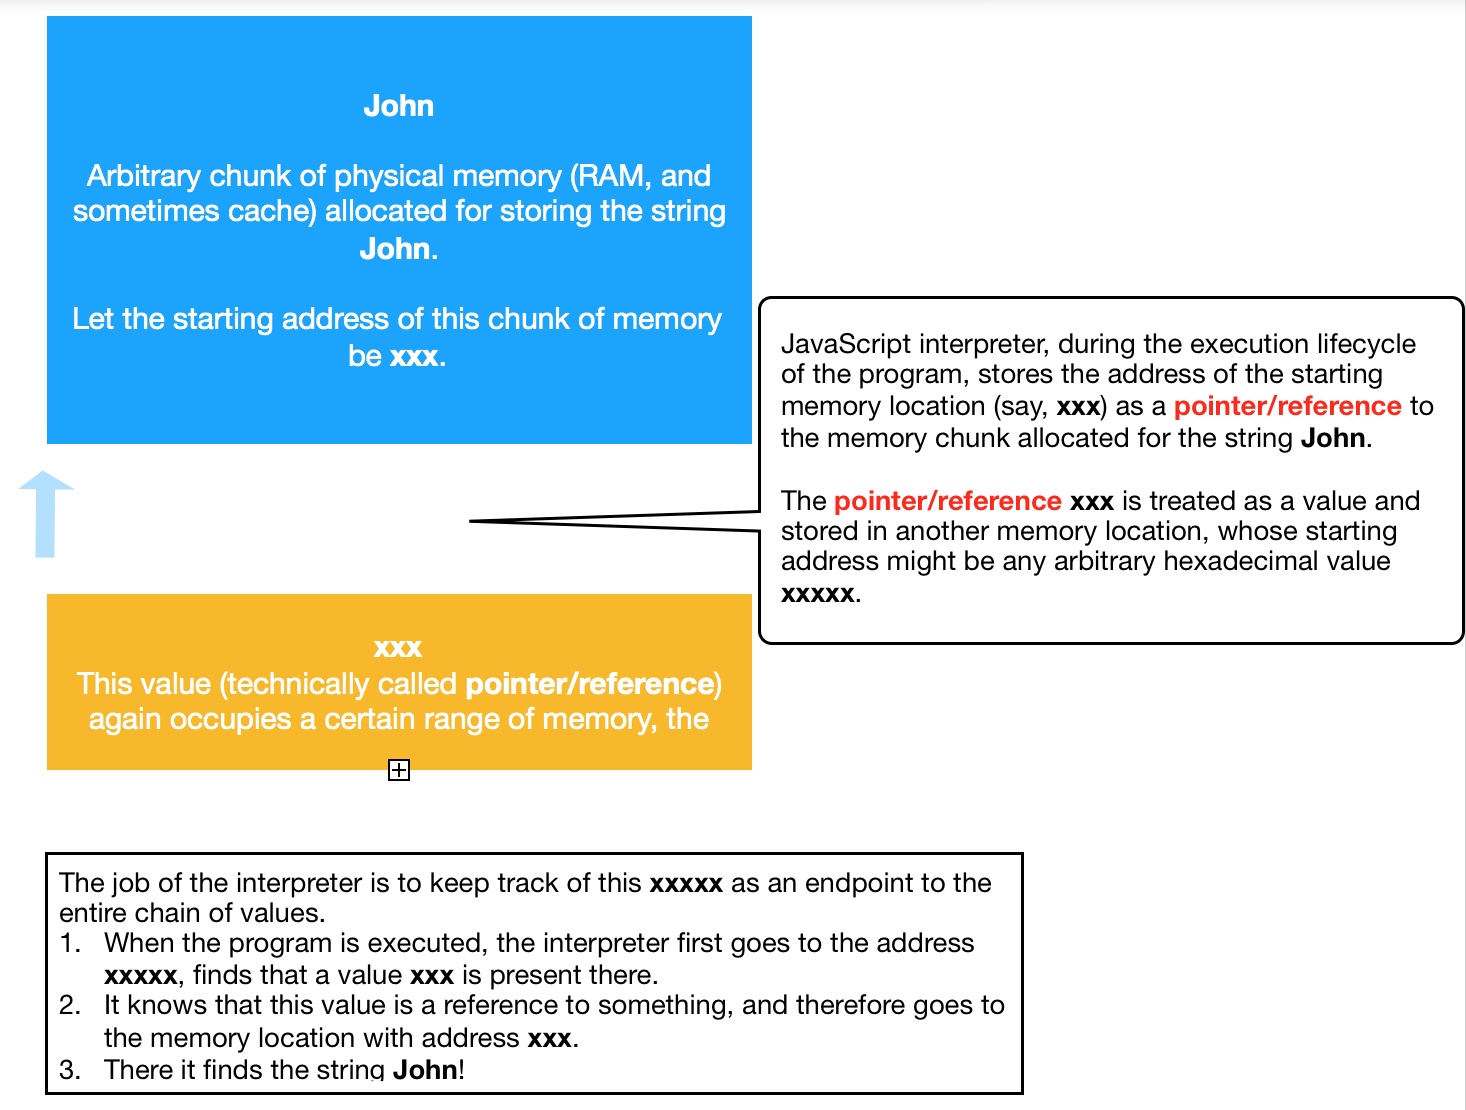 John
Arbitrary chunk of physical memory (RAM, and
sometimes cache) allocated for storing the string
John.
Let the starting address of this chunk of memory
be xxx.
JavaScript interpreter, during the execution lifecycle
of the program, stores the address of the starting
memory location (say, xxx) as a pointer/reference to
the memory chunk allocated for the string John.
The pointer/reference xxx is treated as a value and
stored in another memory location, whose starting
address might be any arbitrary hexadecimal value
xxxxx.
xxx
This value (technically called pointer/reference)
again occupies a certain range of memory, the
The job of the interpreter is to keep track of this xxxxx as an endpoint to the
entire chain of values.
1. When the program is executed, the interpreter first goes to the address
xxxxx, finds that a value xxx is present there.
2. It knows that this value is a reference to something, and therefore goes to
the memory location with address xxx.
3. There it finds the string John!